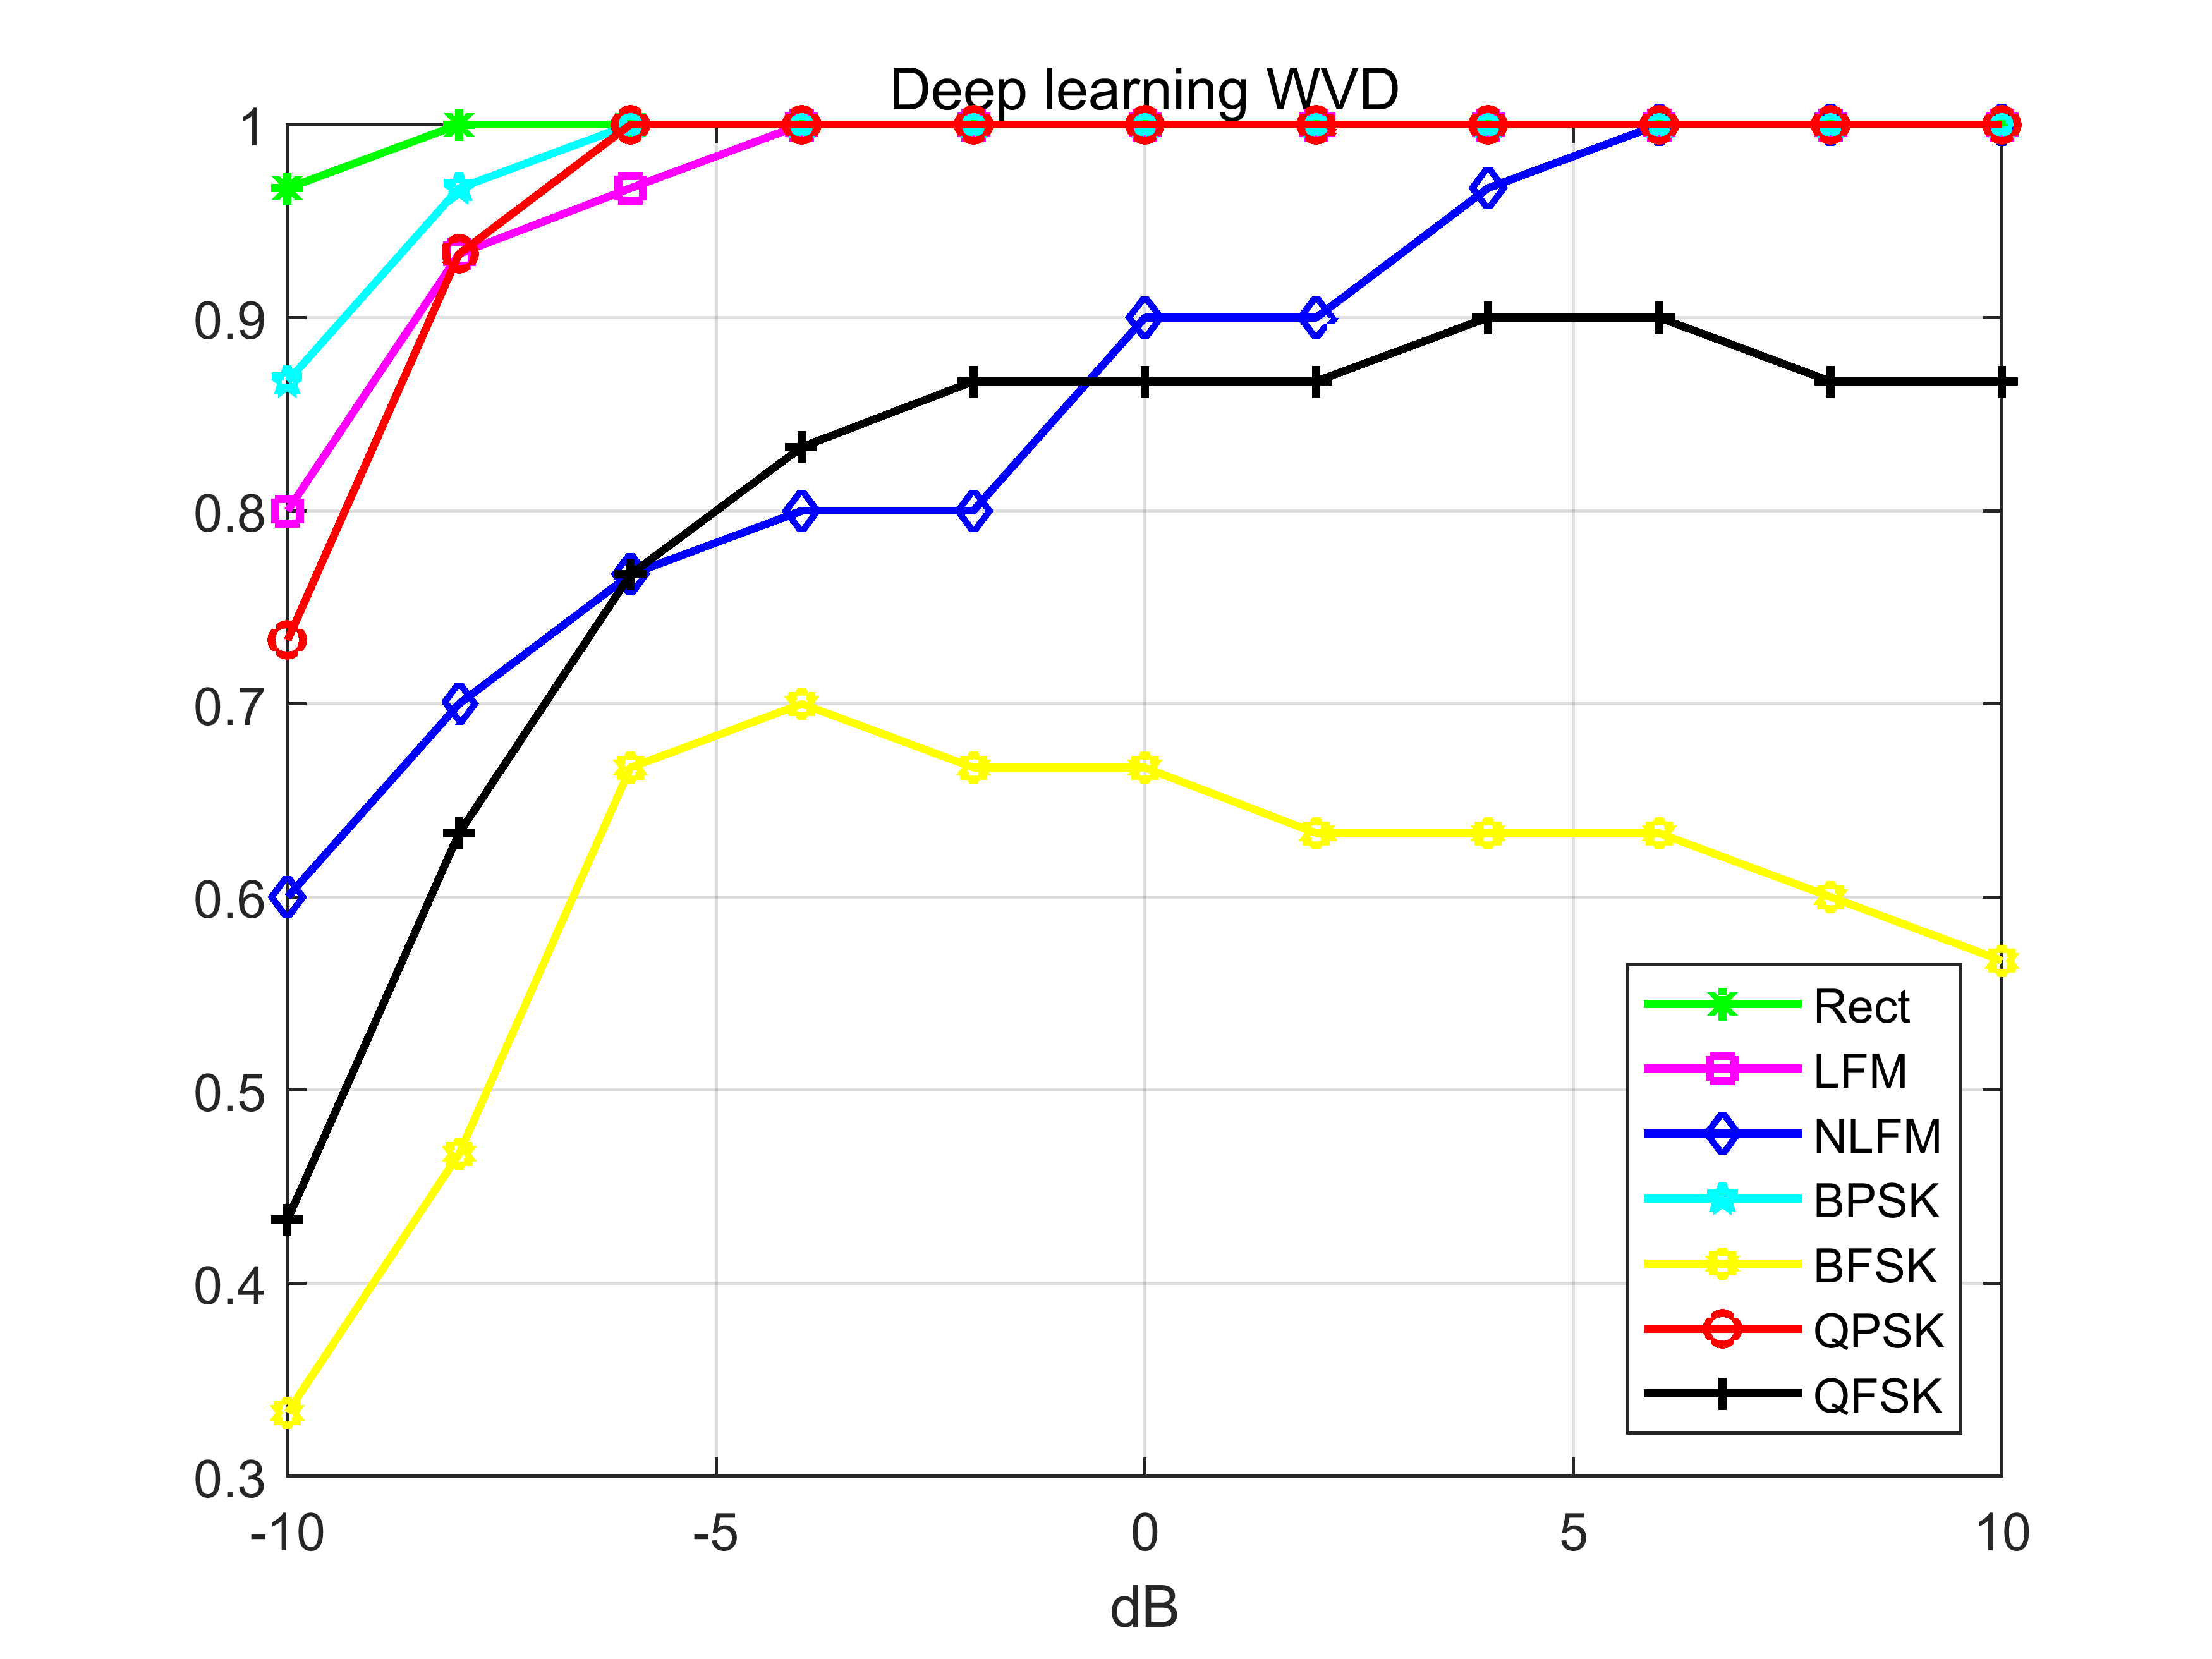 Deep learning WVD
1
0.9
0.8
0.7
0.6
0.5
0.4
0.3
-10
-5
0
5
10
dB
Rect
LFM
NLFM
BPSK
BFSK
QPSK
QFSK